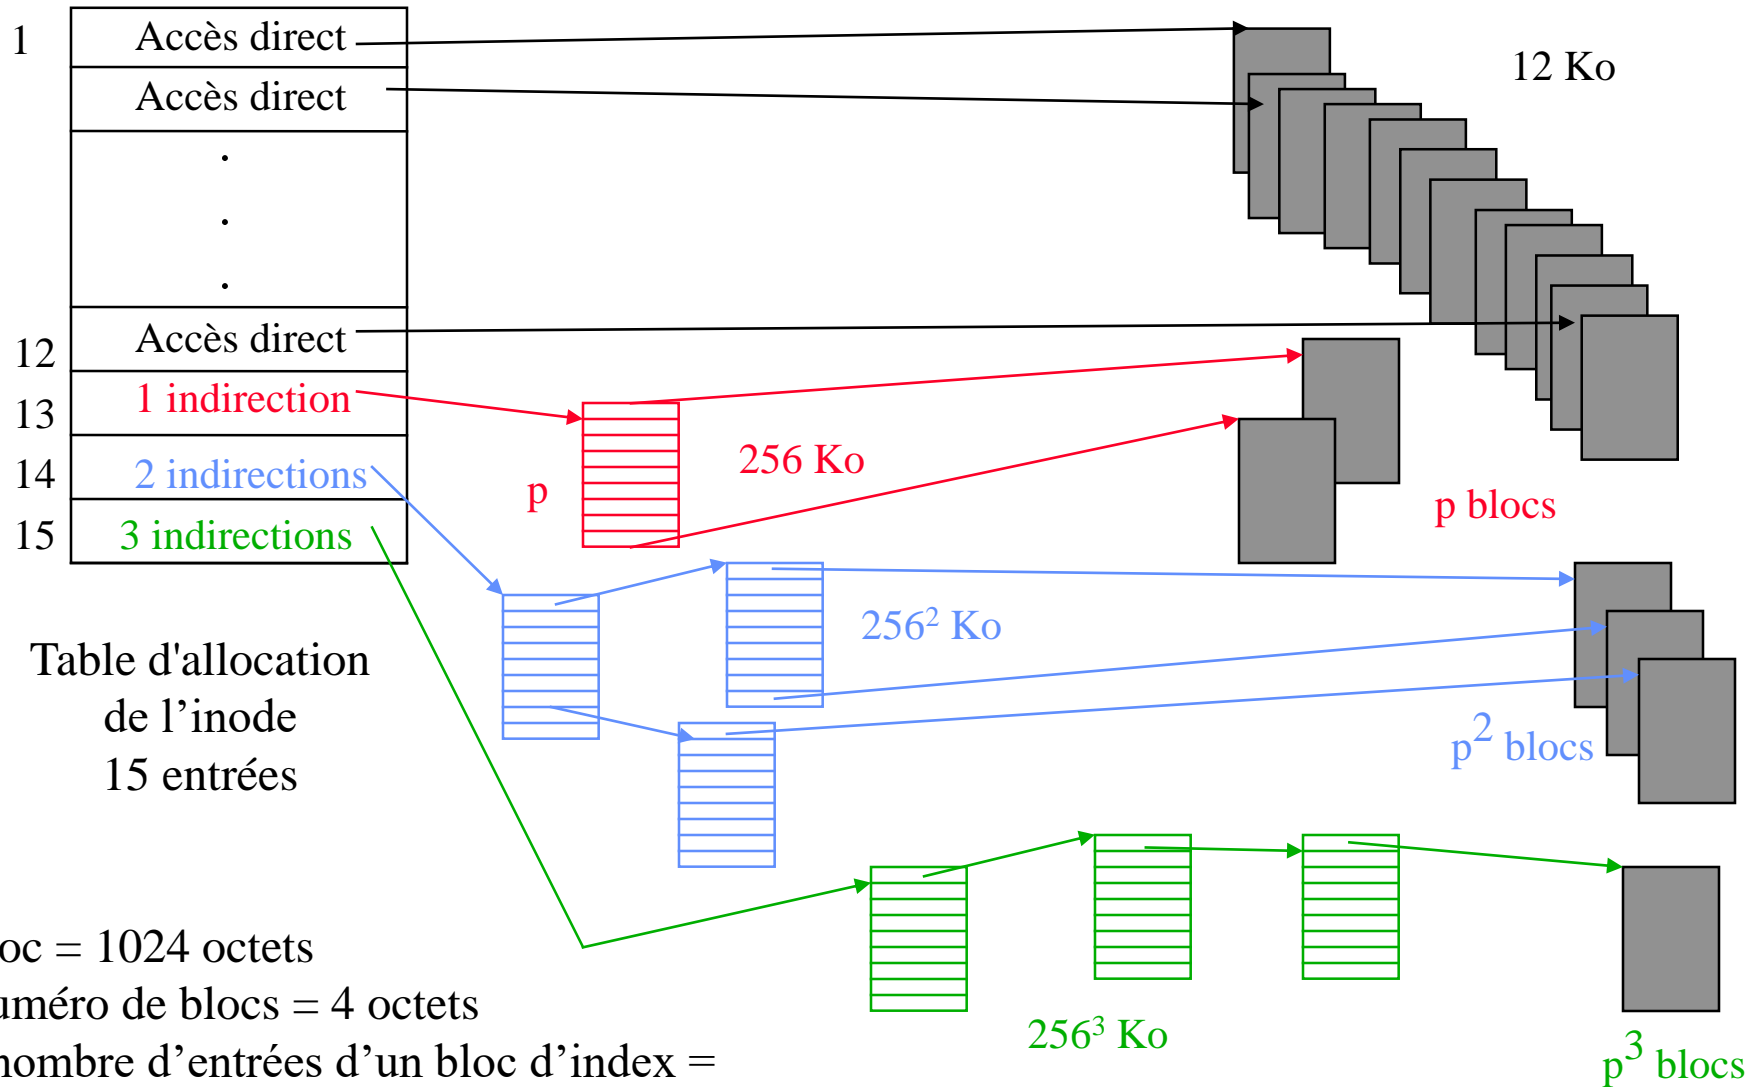 1
Accès direct
12 Ko
Accès direct
.
.
.
12
Accès direct
13
1 indirection
14
2 indirections
15
3 indirections
p
256 Ko
p blocs
256² Ko
p² blocs
Table d'allocation
de l’inode
15 entrées
256³ Ko
p³ blocs
oc = 1024 octets
uméro de blocs = 4 octets
nombre d’entrées d’un bloc d’index =